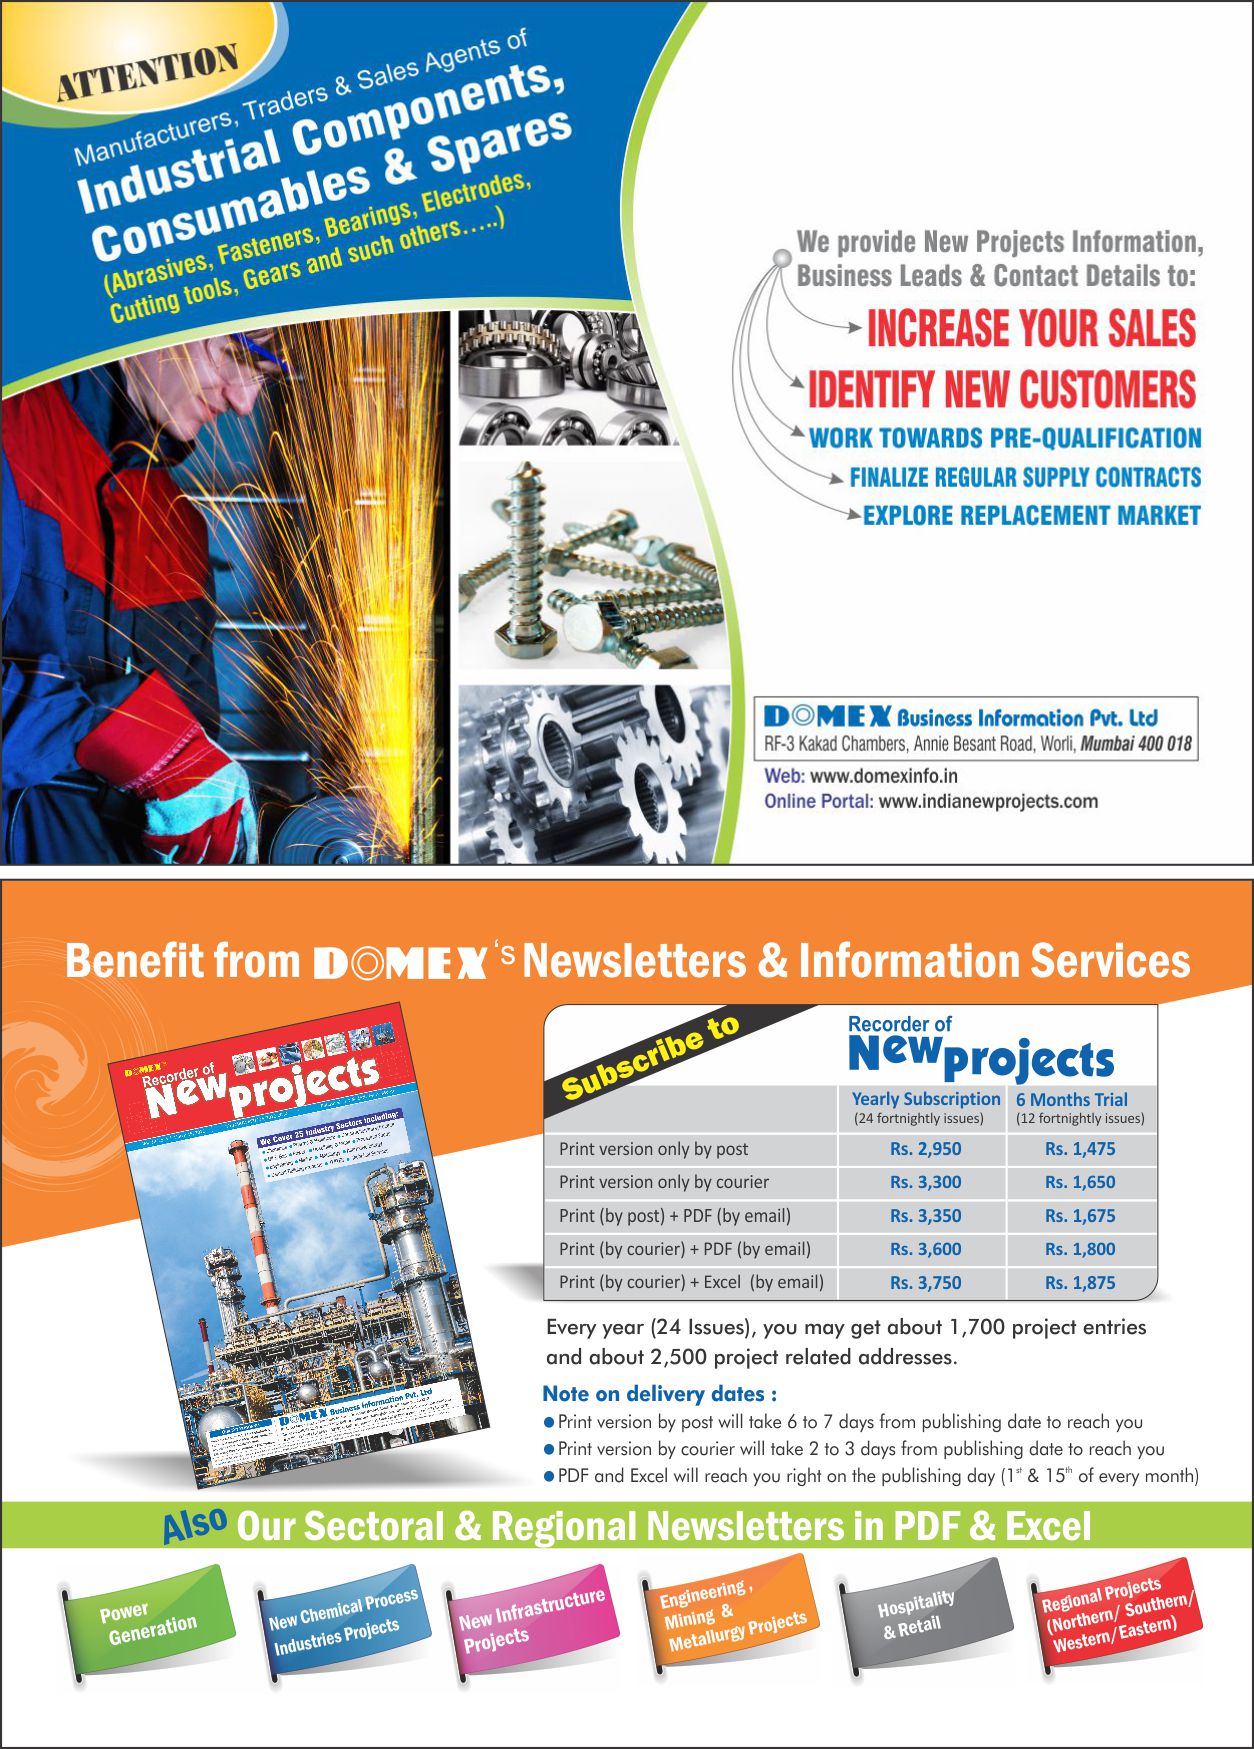 ATTENTION
Manufacturers, Traders & Sales Agents of
Industrial Components,
Consumables & Spares
(Abrasives, Fasteners, Bearings, Electrodes,
Cutting tools, Gears and such others.....)
We provide New Projects Information,
Business Leads & Contact Details to:
INCREASE YOUR SALES
IDENTIFY NEW CUSTOMERS
WORK TOWARDS PRE-QUALIFICATION
FINALIZE REGULAR SUPPLY CONTRACTS
EXPLORE REPLACEMENT MARKET
DOMEX Business Information Pvt. Ltd
RF-3 Kakad Chambers, Annie Besant Road, Worli, Mumbai 400 018
Web: www.domexinfo.in
Online Portal: www.indianewprojects.com
Benefit from DOMEX's Newsletters & Information Services
DOMEX
Recorder of
Newprojects
We Cover 25 Industry Sectors Including:
DOMEX Business Information Pvt. Ltd
Subscribe to
Recorder of
Newprojects
Yearly Subscription 6 Months Trial
(24 fortnightly issues) (12 fortnightly issues)
Print version only by post Rs. 2,950 Rs. 1,475
Print version only by courier Rs. 3,300 Rs. 1,650
Print (by post) + PDF (by email) Rs. 3,350 Rs. 1,675
Print (by courier) + PDF (by email) Rs. 3,600 Rs. 1,800
Print (by courier) + Excel (by email) Rs. 3,750 Rs. 1,875
Every year (24 Issues), you may get about 1,700 project entries
and about 2,500 project related addresses.
Note on delivery dates :
● Print version by post will take 6 to 7 days from publishing date to reach you
● Print version by courier will take 2 to 3 days from publishing date to reach you
● PDF and Excel will reach you right on the publishing day (1st & 15th of every month)
Also Our Sectoral & Regional Newsletters in PDF & Excel
Power
Generation
New Chemical Process
Industries Projects
New Infrastructure
Projects
Engineering ,
Mining &
Metallurgy Projects
Hospitality
& Retail
Regional Projects
(Northern/ Southern/
Western/Eastern)